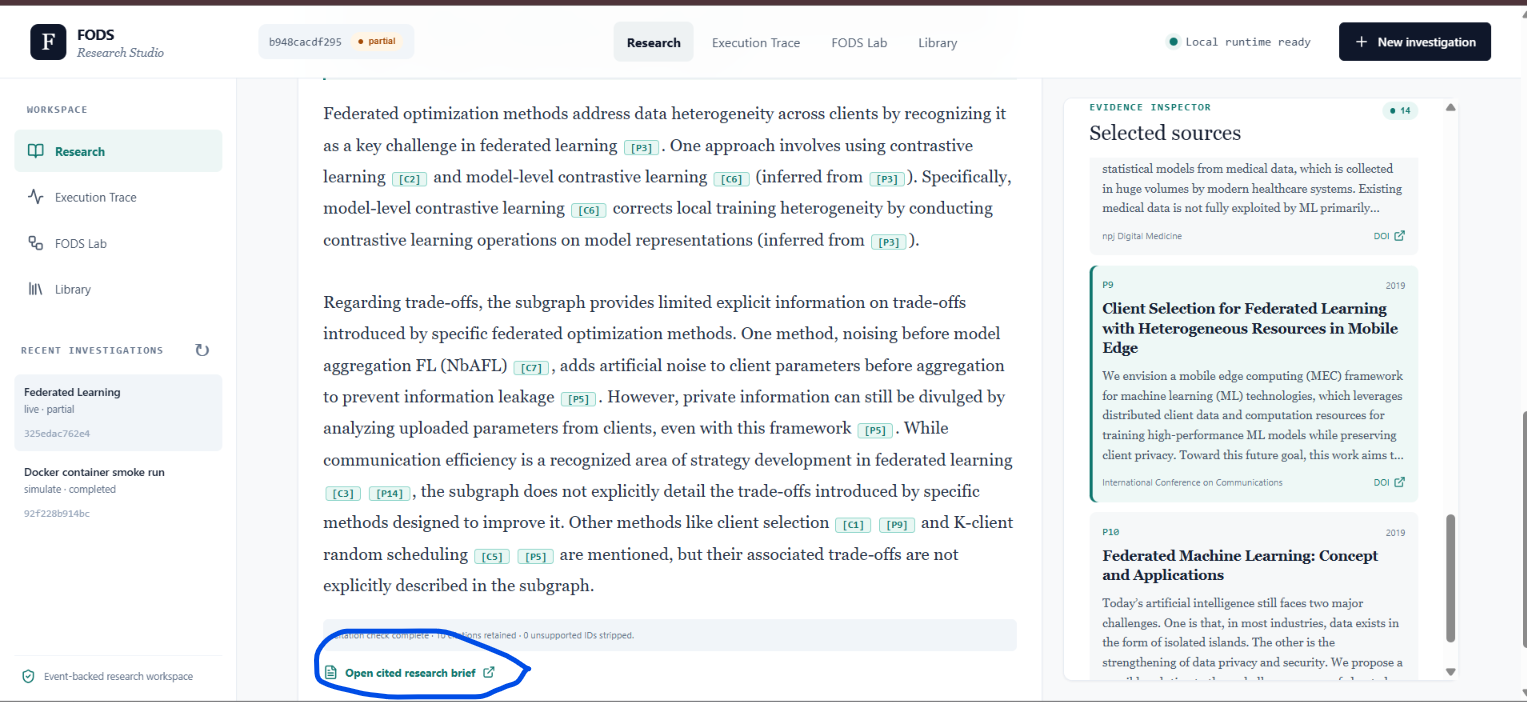 F
FODS
Research Studio
b948cacdf295
partial
Research
Execution Trace
FODS Lab
Library
Local runtime ready
+ New investigation
WORKSPACE
Research
Execution Trace
FODS Lab
Library
RECENT INVESTIGATIONS
Federated Learning
live · partial
325edac762e4
Docker container smoke run
simulate · completed
92f228b914bc
Event-backed research workspace
Federated optimization methods address data heterogeneity across clients by recognizing it
as a key challenge in federated learning [P3] . One approach involves using contrastive
learning [C2] and model-level contrastive learning [C6] (inferred from [P3] ). Specifically,
model-level contrastive learning [C6] corrects local training heterogeneity by conducting
contrastive learning operations on model representations (inferred from [P3] ).
Regarding trade-offs, the subgraph provides limited explicit information on trade-offs
introduced by specific federated optimization methods. One method, noising before model
aggregation FL (NbAFL) [C7] , adds artificial noise to client parameters before aggregation
to prevent information leakage [P5] . However, private information can still be divulged by
analyzing uploaded parameters from clients, even with this framework [P5] . While
communication efficiency is a recognized area of strategy development in federated learning
[C3] [P14] , the subgraph does not explicitly detail the trade-offs introduced by specific
methods designed to improve it. Other methods like client selection [C1] [P9] and K-client
random scheduling [C5] [P5] are mentioned, but their associated trade-offs are not
explicitly described in the subgraph.
check complete · retained · 0 unsupported IDs stripped.
Open cited research brief
EVIDENCE INSPECTOR
14
Selected sources
statistical models from medical data, which is collected
in huge volumes by modern healthcare systems. Existing
medical data is not fully exploited by ML primarily...
npj Digital Medicine
DOI
P9
2019
Client Selection for Federated Learning
with Heterogeneous Resources in Mobile
Edge
We envision a mobile edge computing (MEC) framework
for machine learning (ML) technologies, which leverages
distributed client data and computation resources for
training high-performance ML models while preserving
client privacy. Toward this future goal, this work aims t...
International Conference on Communications
DOI
P10
2019
Federated Machine Learning: Concept
and Applications
Today's artificial intelligence still faces two major
challenges. One is that, in most industries, data exists in
the form of isolated islands. The other is the
strengthening of data privacy and security. We propose a